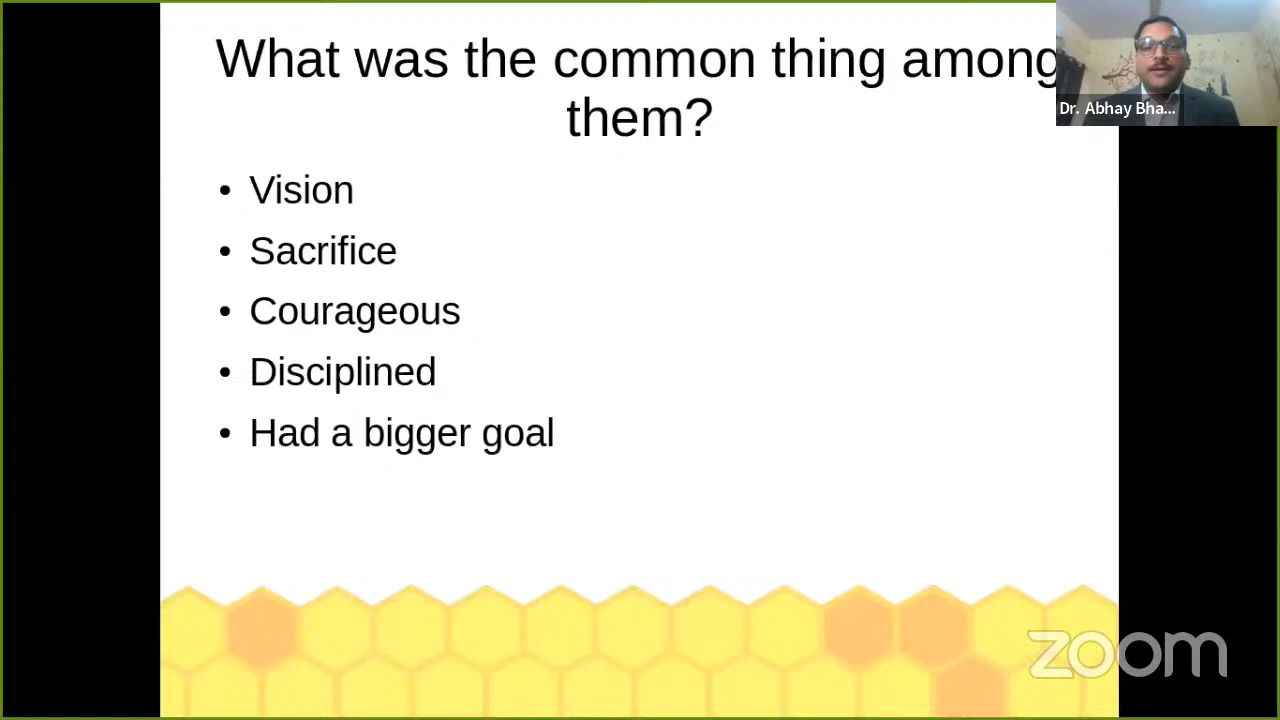 What was the common thing among
them?
• Vision
• Sacrifice
• Courageous
• Disciplined
• Had a bigger goal
Dr. Abhay Bha...
zoom